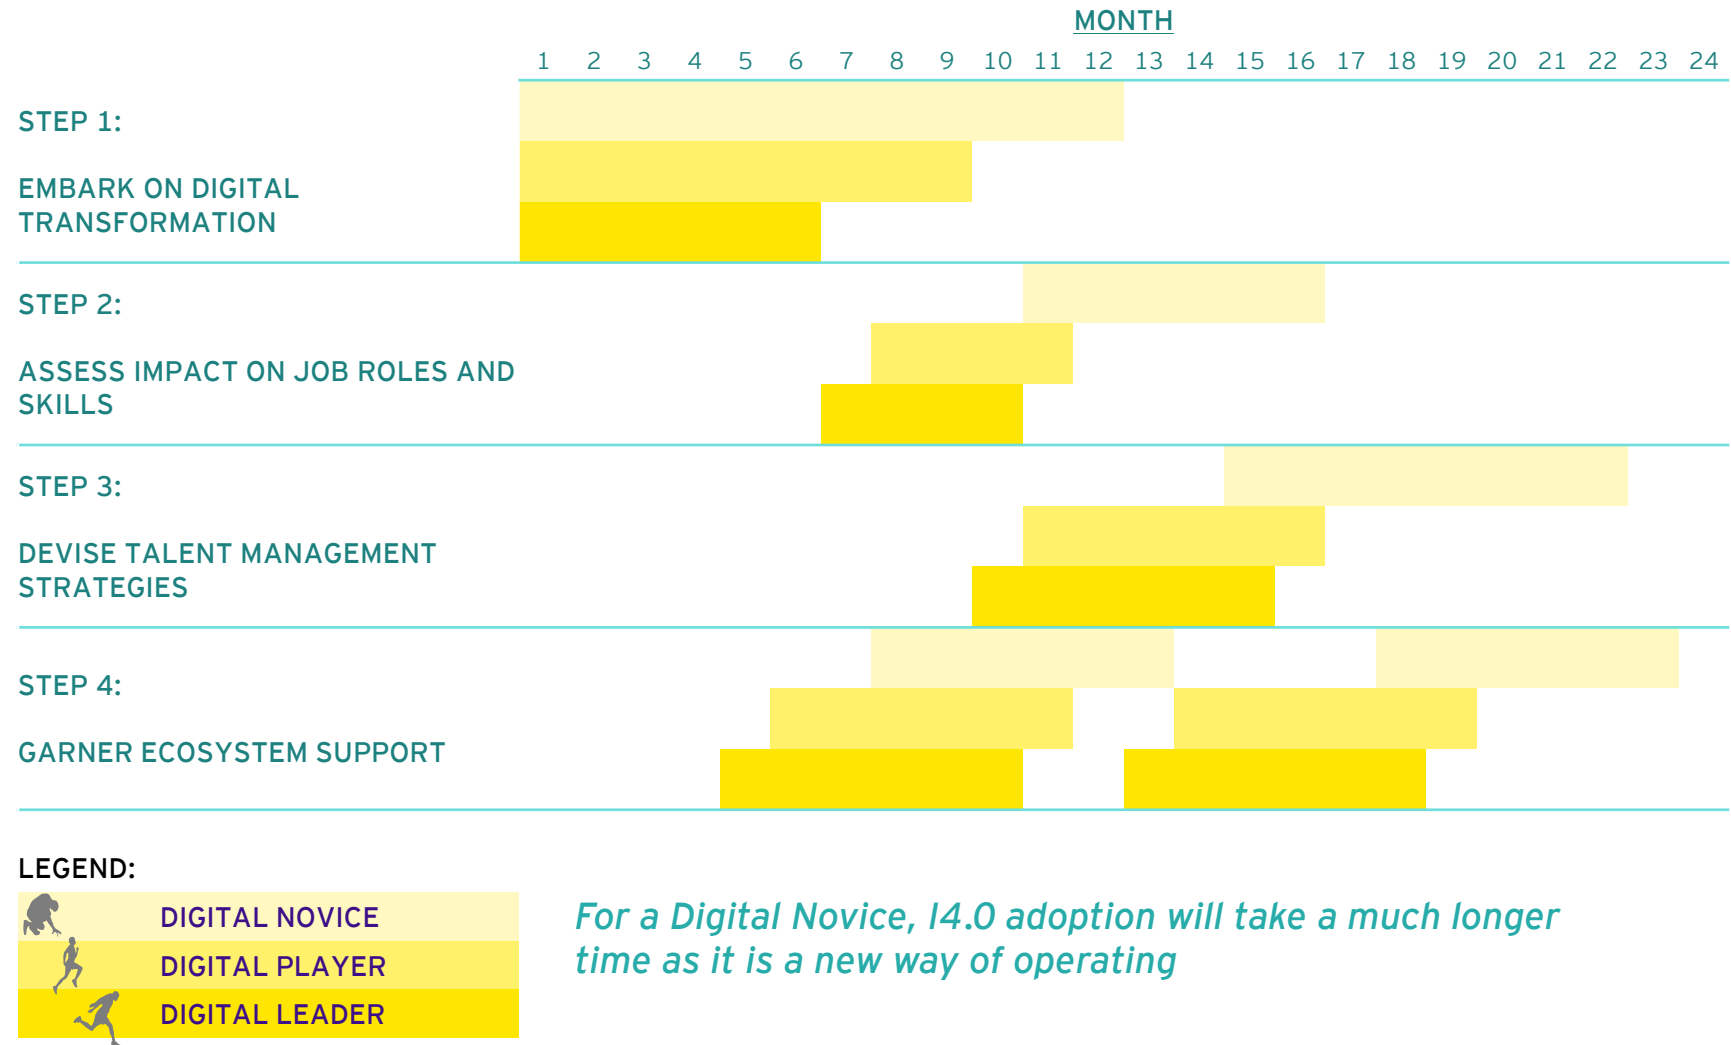 MONTH
1 2 3 4 5 6 7 8 9 10 11 12 13 14 15 16 17 18 19 20 21 22 23 24
STEP 1:
EMBARK ON DIGITAL
TRANSFORMATION
STEP 2:
ASSESS IMPACT ON JOB ROLES AND
SKILLS
STEP 3:
DEVISE TALENT MANAGEMENT
STRATEGIES
STEP 4:
GARNER ECOSYSTEM SUPPORT
LEGEND:
DIGITAL NOVICE
DIGITAL PLAYER
DIGITAL LEADER
For a Digital Novice, I4.0 adoption will take a much longer
time as it is a new way of operating